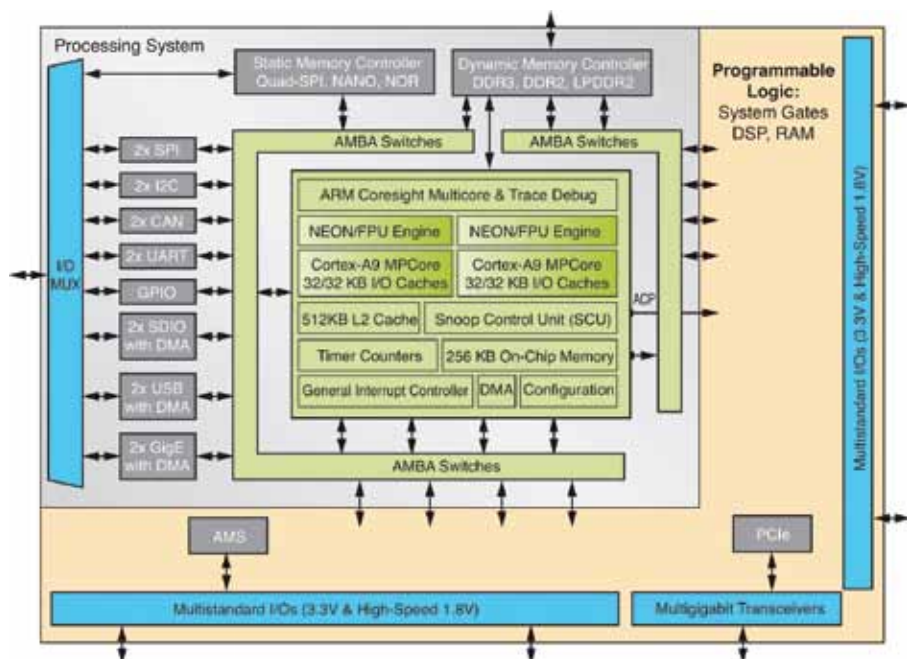 Processing System
Static Memory Controller
Quad-SPI, NANO, NOR
Dynamic Memory Controller
DDR3, DDR2, LPDDR2
Programmable
Logic:
System Gates
DSP, RAM
AMBA Switches
AMBA Switches
2x SPI
2x I2C
2x CAN
2x UART
GPIO
2x SDIO
with DMA
2x USB
with DMA
2x GigE
with DMA
I/O
MUX
ARM Coresight Multicore & Trace Debug
NEON/FPU Engine
NEON/FPU Engine
Cortex-A9 MPCore
32/32 KB I/O Caches
Cortex-A9 MPCore
32/32 KB I/O Caches
512KB L2 Cache
Snoop Control Unit (SCU)
Timer Counters
256 KB On-Chip Memory
General Interrupt Controller
DMA
Configuration
ACP
AMBA Switches
Multistandard I/Os (3.3V & High-Speed 1.8V)
AMS
PCIe
Multistandard I/Os (3.3V & High-Speed 1.8V)
Multigigabit Transceivers